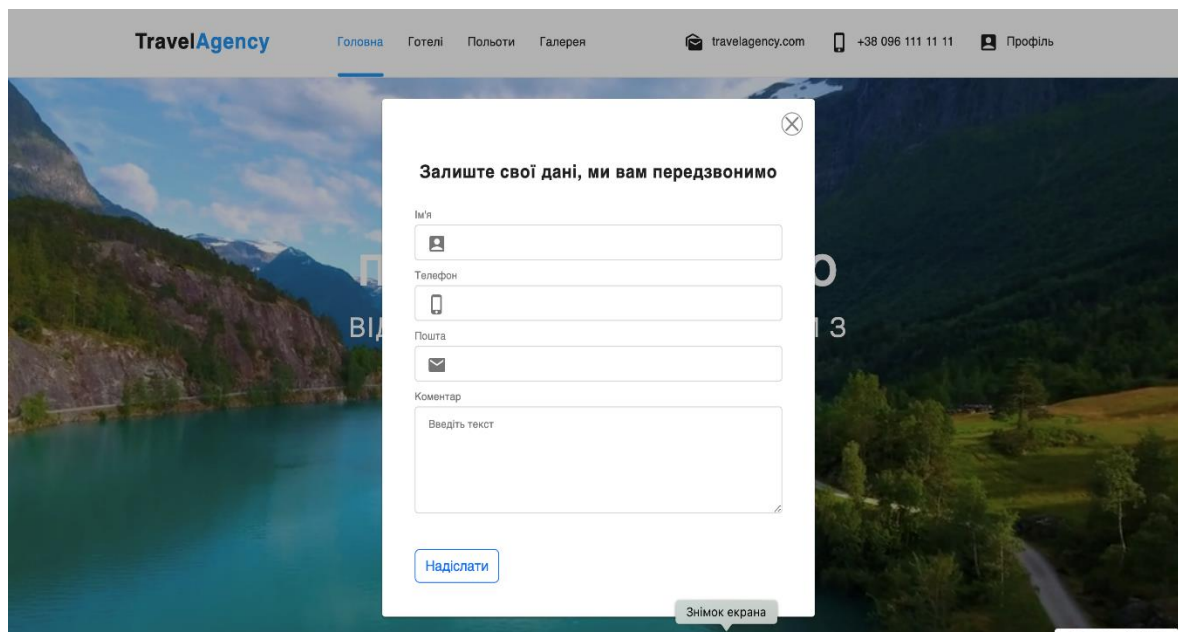 TravelAgency Головна Готелі Польоти Галерея travelagency.com +38 096 111 11 11 Профіль
Залиште свої дані, ми вам передзвонимо
Ім'я
Телефон
Пошта
Коментар
Введіть текст
Надіслати
Знімок екрана